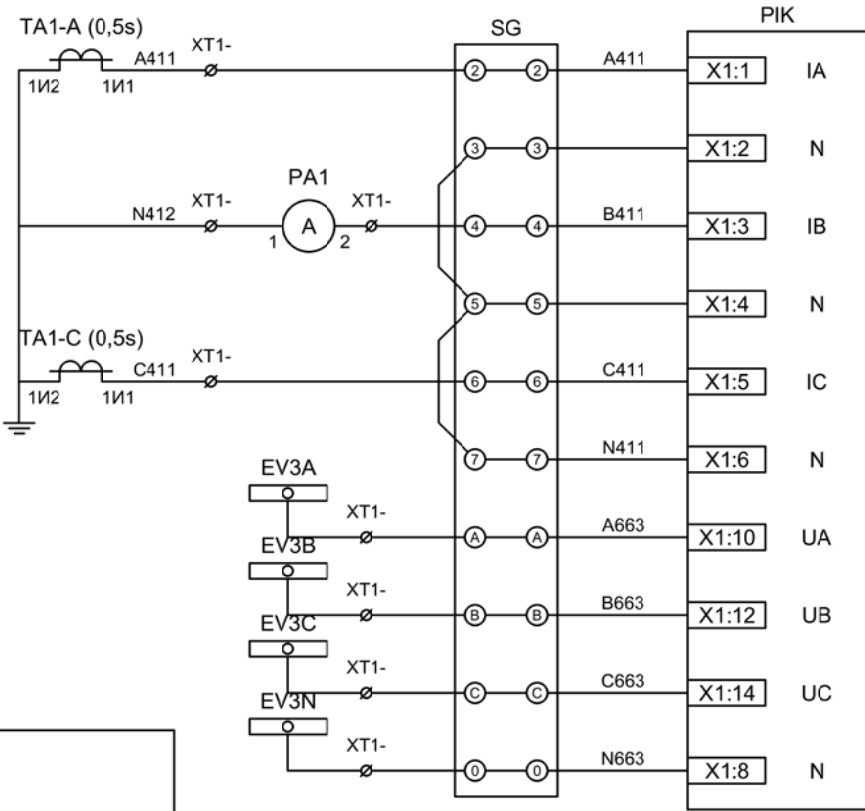 PIK
TA1-A (0,5s)
SG
XT1-
A411
A411
2
2
X1:1
IA
1И2
1И1
3
3
X1:2
N
PA1
XT1-
XT1-
N412
B411
A
1
2
4
4
X1:3
IB
5
5
X1:4
N
TA1-C (0,5s)
XT1-
C411
C411
6
6
X1:5
IC
1И2
1И1
N411
7
7
X1:6
N
EV3A
XT1-
A663
A
A
X1:10
UA
EV3B
XT1-
B663
B
B
X1:12
UB
EV3C
XT1-
C663
C
C
X1:14
UC
EV3N
XT1-
N663
0
0
X1:8
N